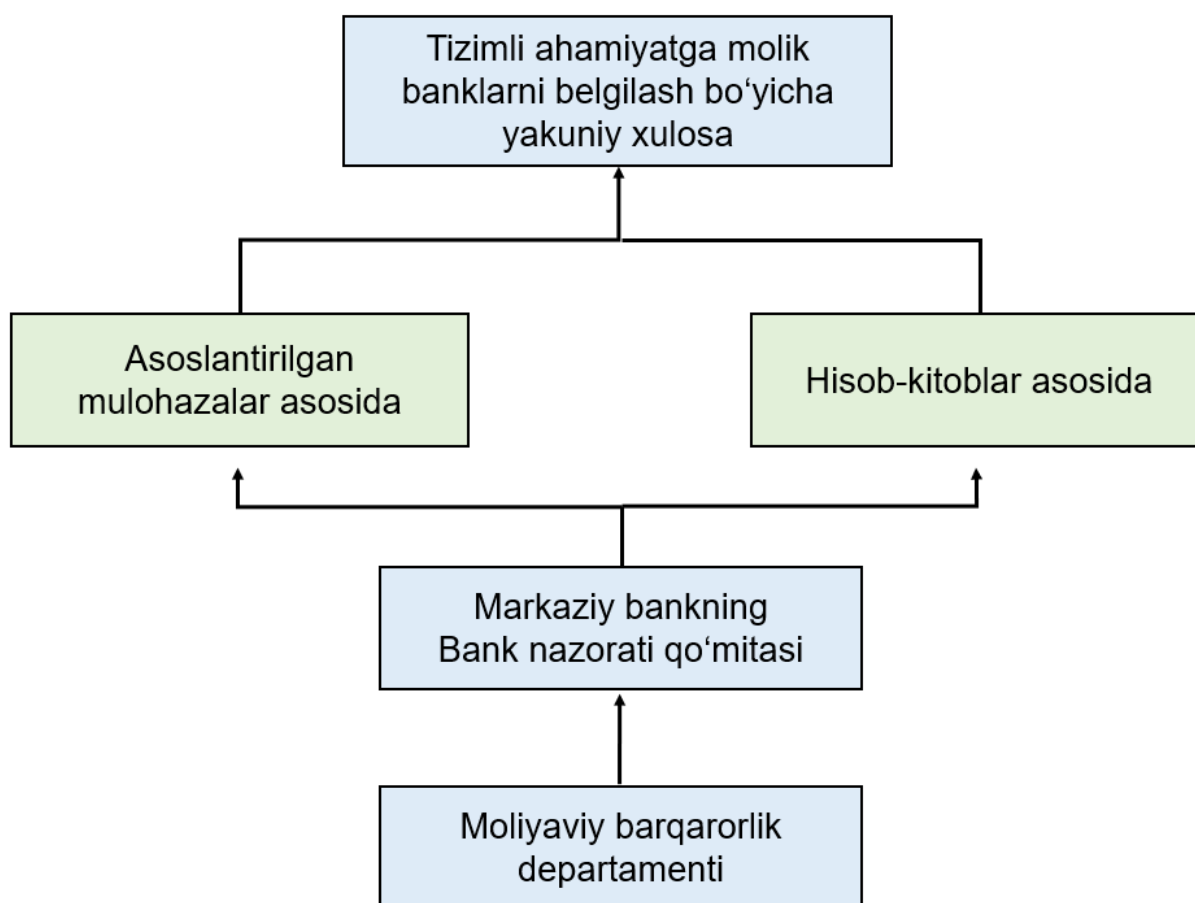 Tizimli ahamiyatga molik
banklarni belgilash bo‘yicha
yakuniy xulosa
Asoslantirilgan
mulohazalar asosida
Hisob-kitoblar asosida
Markaziy bankning
Bank nazorati qo‘mitasi
Moliyaviy barqarorlik
departamenti